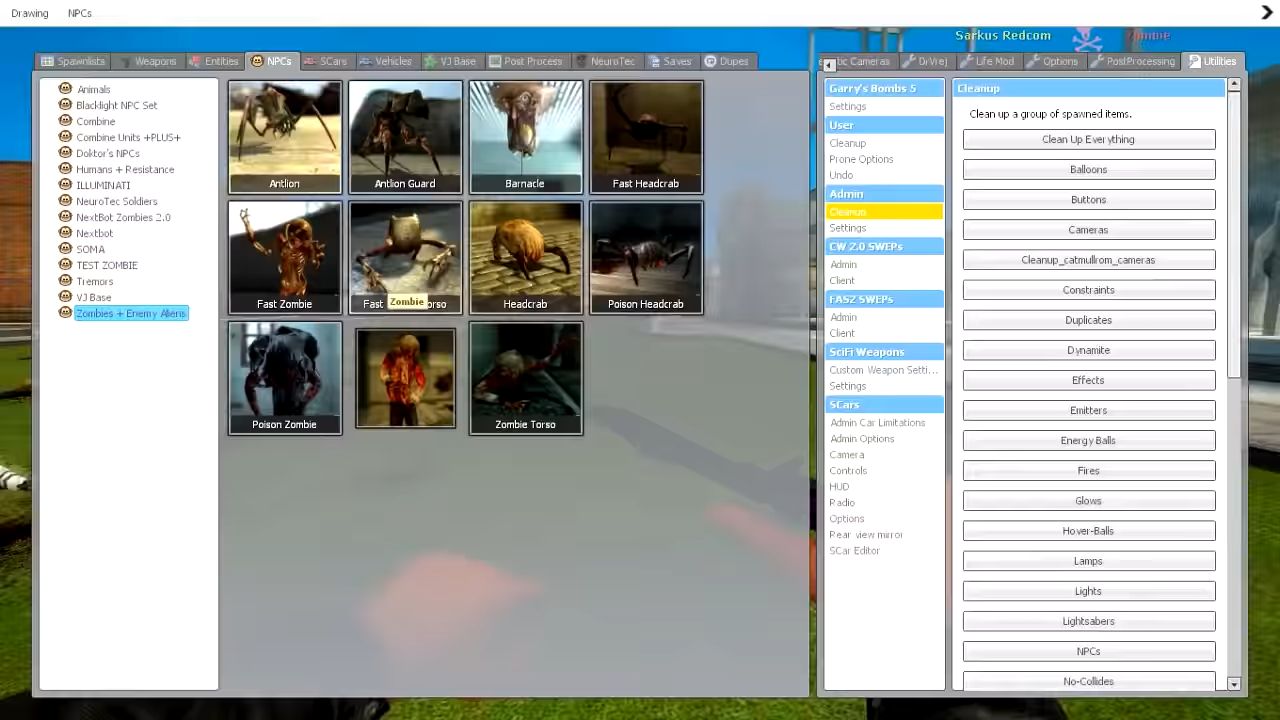 Drawing NPCs
Sarkus Redcom Zombie
Spawnlists Weapons Entities NPCs SCars Vehicles VJ Base Post Process NeuroTec Saves Dupes
tic Cameras DrVrej Life Mod Options PostProcessing Utilities
Animals
Blacklight NPC Set
Combine
Combine Units +PLUS+
Doktor's NPCs
Humans + Resistance
ILLUMINATI
NeuroTec Soldiers
NextBot Zombies 2.0
Nextbot
SOMA
TEST ZOMBIE
Tremors
VJ Base
Zombies + Enemy Aliens
Antlion
Antlion Guard
Barnacle
Fast Headcrab
Fast Zombie
Fast orso
Zombie
Headcrab
Poison Headcrab
Poison Zombie
Zombie Torso
Garry's Bombs 5
Settings
User
Cleanup
Prone Options
Undo
Admin
Cleanup
Settings
CW 2.0 SWEPs
Admin
Client
FAS2 SWEPs
Admin
Client
SciFi Weapons
Custom Weapon Setti...
Settings
SCars
Admin Car Limitations
Admin Options
Camera
Controls
HUD
Radio
Options
Rear view mirror
SCar Editor
Cleanup
Clean up a group of spawned items.
Clean Up Everything
Balloons
Buttons
Cameras
Cleanup_catmullrom_cameras
Constraints
Duplicates
Dynamite
Effects
Emitters
Energy Balls
Fires
Glows
Hover-Balls
Lamps
Lights
Lightsabers
NPCs
No-Collides